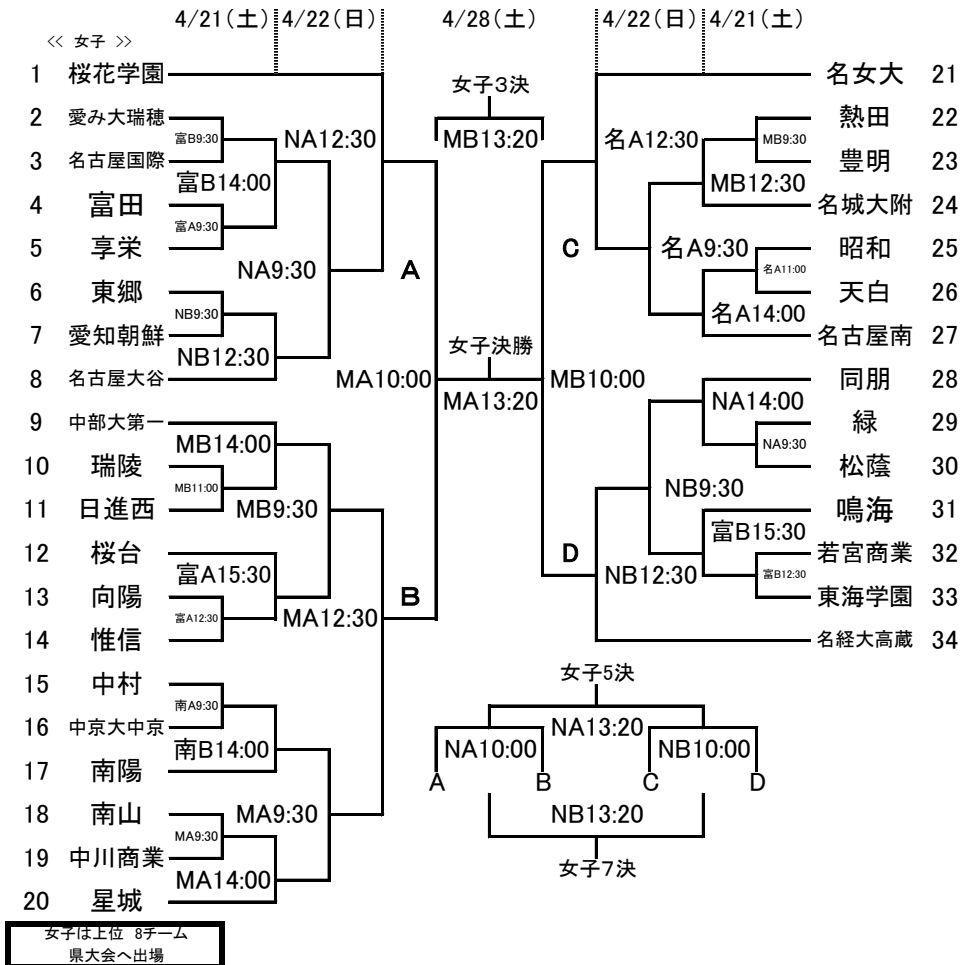 4/21(土) 4/22(日) 4/28(土) 4/22(日) 4/21(土)
<< 女子 >>
1 桜花学園
2 愛み大瑞穂
富B9:30
3 名古屋国際
NA12:30
富B14:00
4 富田
富A9:30
5 享栄
NA9:30
A
6 東郷
NB9:30
7 愛知朝鮮
NB12:30
8 名古屋大谷
MA10:00
9 中部大第一
MB14:00
10 瑞陵
MB11:00
11 日進西
MB9:30
12 桜台
富A15:30
13 向陽
富A12:30
14 惟信
MA12:30
B
15 中村
南A9:30
16 中京大中京
南B14:00
17 南陽
18 南山
MA9:30
MA9:30
19 中川商業
MA14:00
20 星城
女子は上位 8チーム
県大会へ出場
女子3決
MB13:20
女子決勝
MA13:20
名女大 21
熱田 22
MB9:30
豊明 23
名A12:30
MB12:30
名城大附 24
C
名A9:30
昭和 25
名A11:00
天白 26
名A14:00
名古屋南 27
MB10:00
同朋 28
NA14:00
緑 29
NA9:30
松蔭 30
NB9:30
鳴海 31
富B15:30
D
NB12:30
若宮商業 32
富B12:30
東海学園 33
名経大高蔵 34
女子5決
NA13:20
NA10:00 NB10:00
A B C D
NB13:20
女子7決